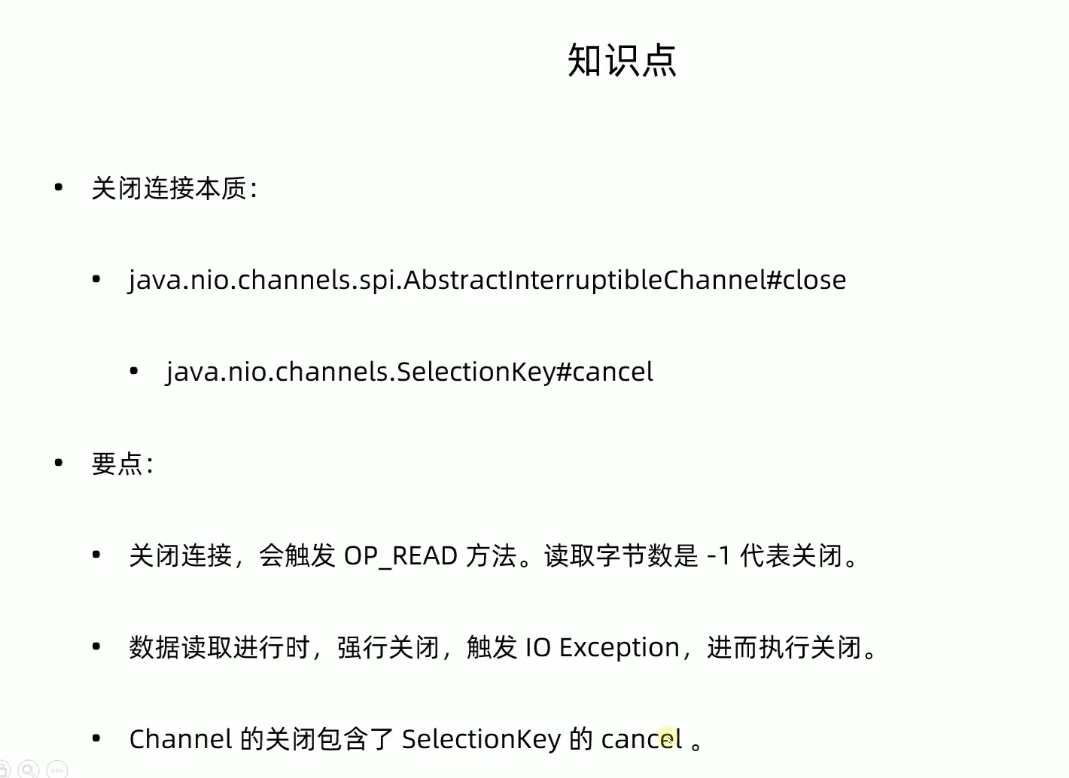 知识点
关闭连接本质：
java.nio.channels.spi.AbstractInterruptibleChannel#close
java.nio.channels.SelectionKey#cancel
要点：
关闭连接，会触发 OP_READ 方法。读取字节数是 -1 代表关闭。
数据读取进行时，强行关闭，触发 IO Exception，进而执行关闭。
Channel 的关闭包含了 SelectionKey 的 cancel 。